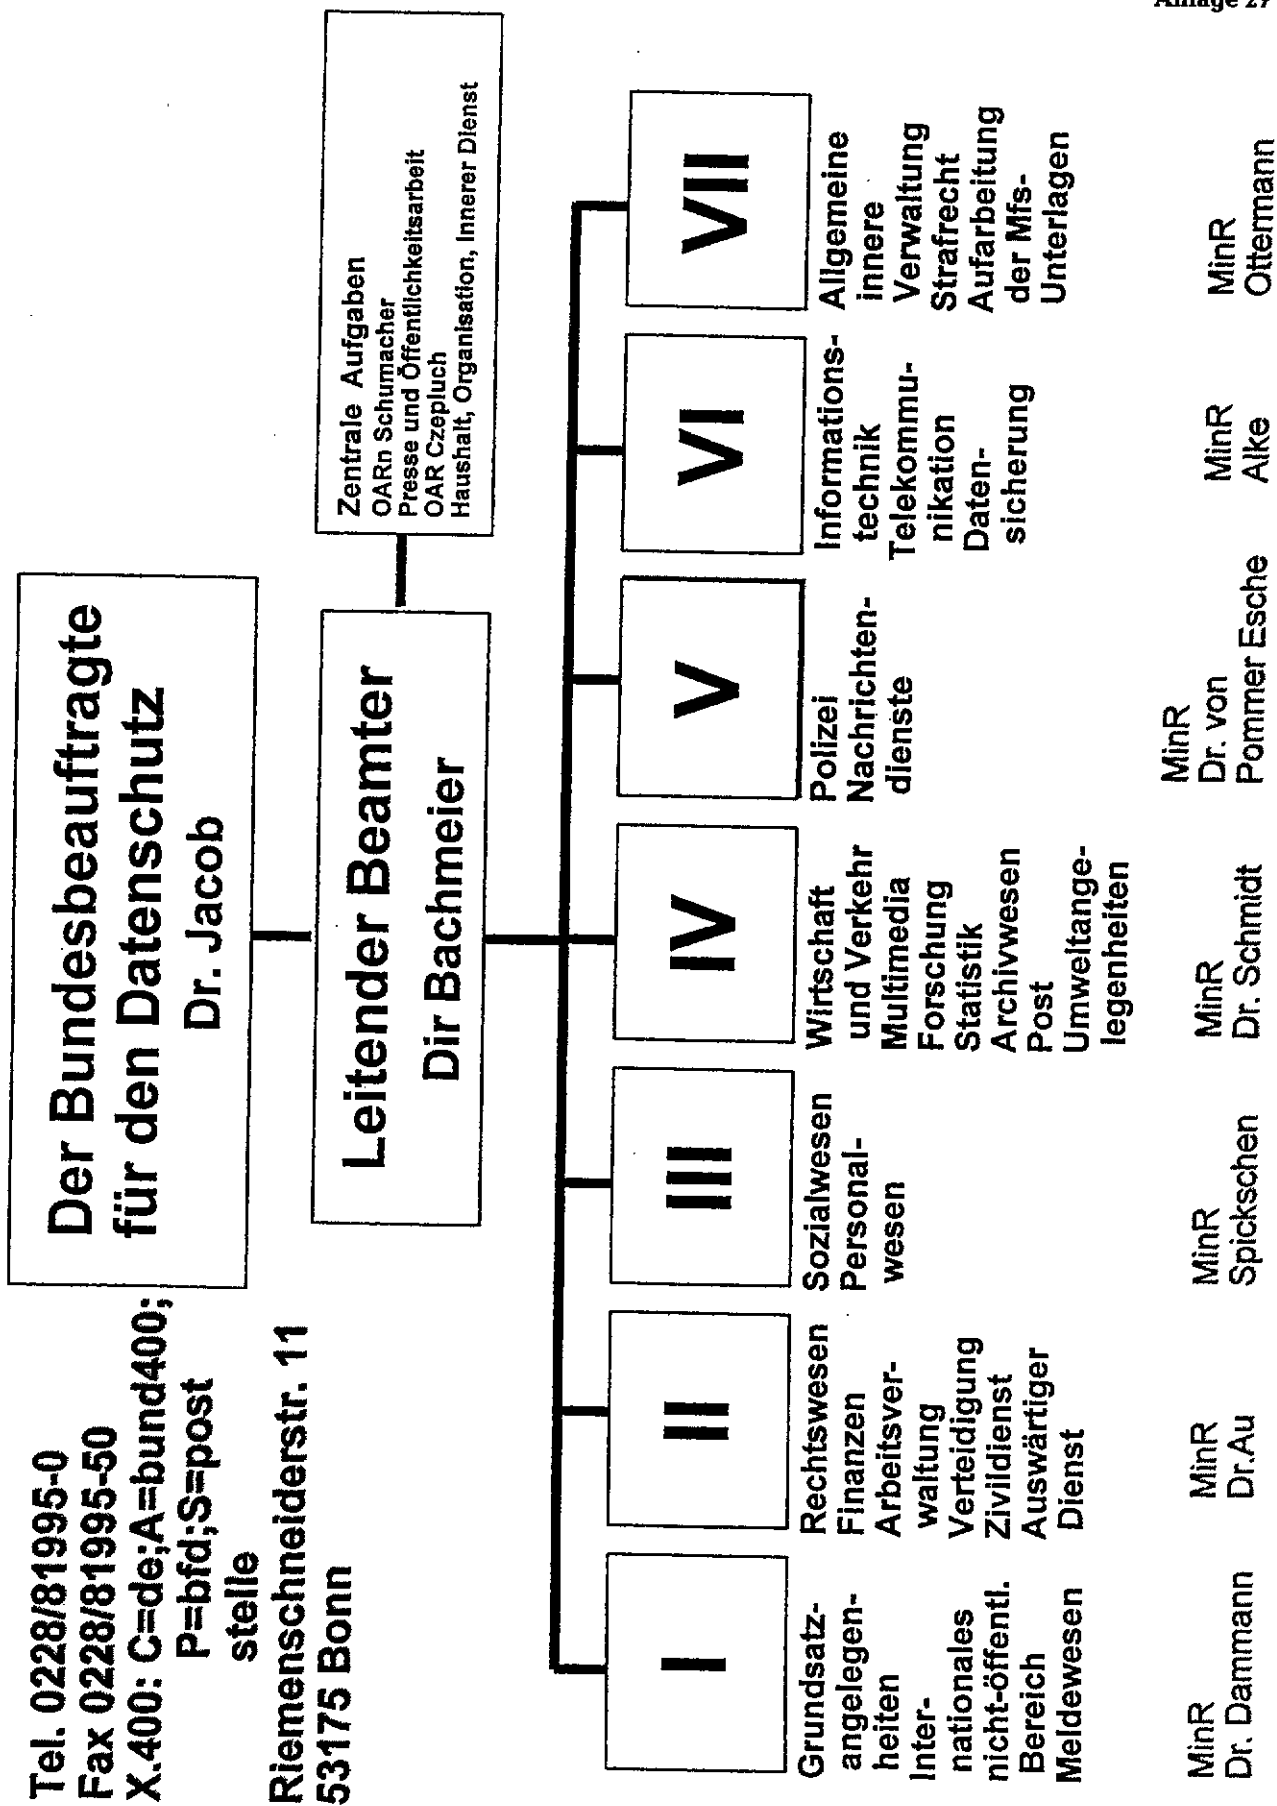 Anlage 27
Der Bundesbeauftragte
für den Datenschutz
Dr. Jacob
Tel. 0228/81995-0
Fax 0228/81995-50
X.400: C=de;A=bund400;
P=bfd;S=post
stelle
Riemenschneiderstr. 11
53175 Bonn
Leitender Beamter
Dir Bachmeier
Zentrale Aufgaben
OARn Schumacher
Presse und Öffentlichkeitsarbeit
OAR Czepluch
Haushalt, Organisation, Innerer Dienst
I
Grundsatz-
angelegen-
heiten
Inter-
nationales
nicht-öffentl.
Bereich
Meldewesen
MinR
Dr. Dammann
II
Rechtswesen
Finanzen
Arbeitsver-
waltung
Verteidigung
Zivildienst
Auswärtiger
Dienst
MinR
Dr.Au
III
Sozialwesen
Personal-
wesen
MinR
Spickschen
IV
Wirtschaft
und Verkehr
Multimedia
Forschung
Statistik
Archivwesen
Post
Umweltange-
legenheiten
MinR
Dr. Schmidt
V
Polizei
Nachrichten-
dienste
MinR
Dr. von
Pommer Esche
VI
Informations-
technik
Telekommu-
nikation
Daten-
sicherung
MinR
Alke
VII
Allgemeine
innere
Verwaltung
Strafrecht
Aufarbeitung
der Mfs-
Unterlagen
MinR
Ottermann